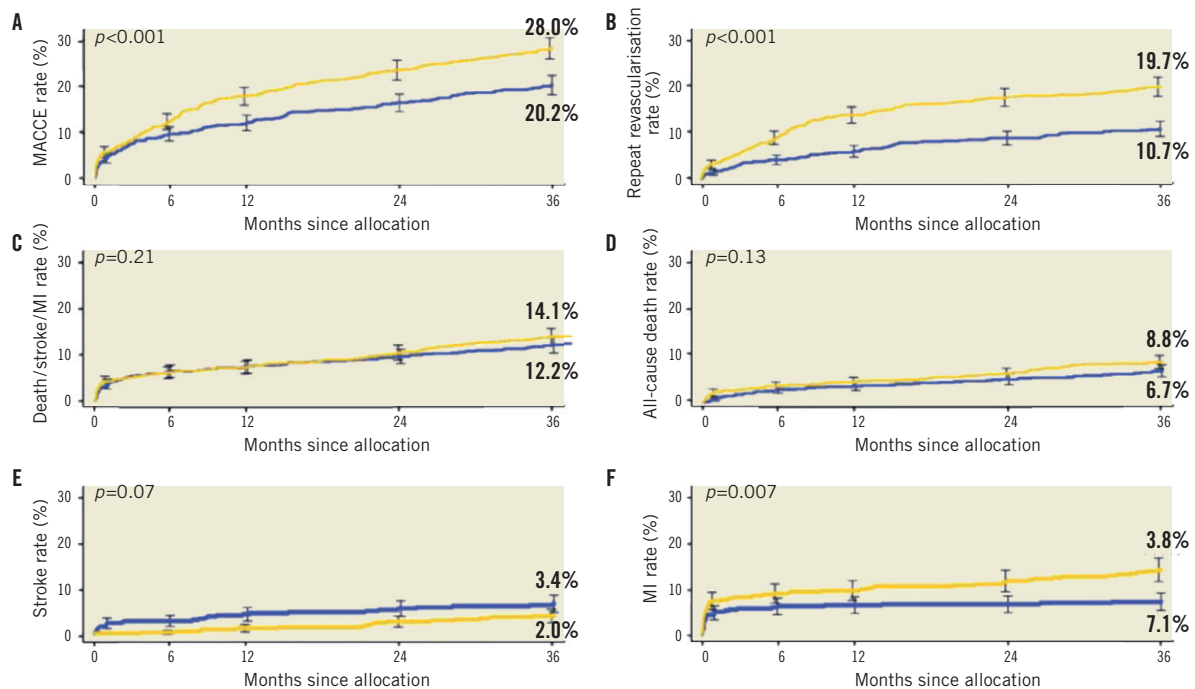 A
p<0.001
28.0%
20.2%
MACCE rate (%)
30
20
10
0
0 6 12 24 36
Months since allocation
B
p<0.001
19.7%
10.7%
Repeat revascularisation
rate (%)
30
20
10
0
0 6 12 24 36
Months since allocation
C
p=0.21
14.1%
12.2%
Death/stroke/MI rate (%)
30
20
10
0
0 6 12 24 36
Months since allocation
D
p=0.13
8.8%
6.7%
All-cause death rate (%)
30
20
10
0
0 6 12 24 36
Months since allocation
E
p=0.07
3.4%
2.0%
Stroke rate (%)
30
20
10
0
0 6 12 24 36
Months since allocation
F
p=0.007
3.8%
7.1%
MI rate (%)
30
20
10
0
0 6 12 24 36
Months since allocation